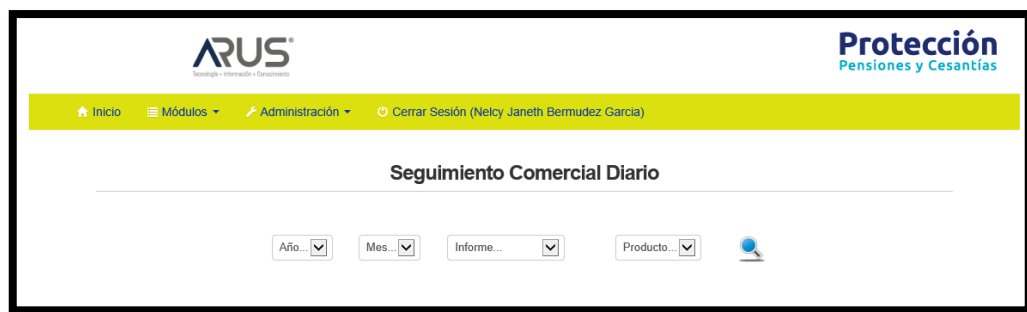 ARUS
Tecnología • Información • Conocimiento
Protección
Pensiones y Cesantías
Inicio Módulos Administración Cerrar Sesión (Nelcy Janeth Bermudez Garcia)
Seguimiento Comercial Diario
Año... Mes... Informe... Producto...